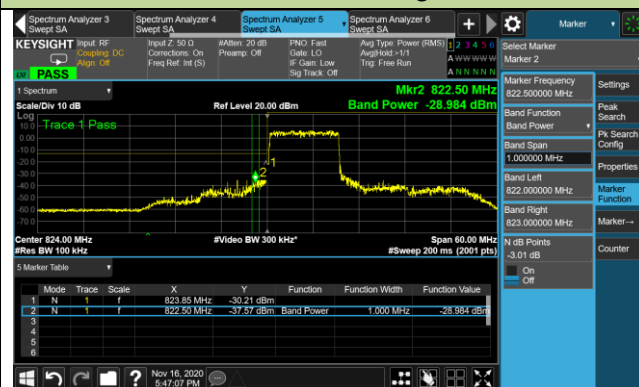 Spectrum Analyzer 3 Swept SA
Spectrum Analyzer 4 Swept SA
Spectrum Analyzer 5 Swept SA
Spectrum Analyzer 6 Swept SA
Marker
KEYSIGHT
PASS
Input: RF
Coupling: DC
Align: Off
Input Z: 50 Ω
Corrections: On
Freq Ref: Int (S)
#Atten: 20 dB
Preamp: Off
PNO: Fast
Gate: LO
IF Gain: Low
Sig Track: Off
Avg Type: Power (RMS)
Avg|Hold:>1/1
Trig: Free Run
1 2 3 4 5 6
A W W W W W
A N N N N N
1 Spectrum
Scale/Div 10 dB
Ref Level 20.00 dBm
Mkr2 822.50 MHz
Band Power -28.984 dBm
Log
Trace 1 Pass
10.0
0.00
-10.0
-20.0
-30.0
-40.0
-50.0
-60.0
-70.0
1
2
Center 824.00 MHz
#Res BW 100 kHz
#Video BW 300 kHz*
Span 60.00 MHz
#Sweep 200 ms (2001 pts)
5 Marker Table
Mode Trace Scale X Y Function Function Width Function Value
1 N 1 f 823.85 MHz -30.21 dBm
2 N 1 f 822.50 MHz -37.57 dBm Band Power 1.000 MHz -28.984 dBm
3
4
5
6
Nov 16, 2020
5:47:07 PM
Select Marker
Marker 2
Marker Frequency
822.500000 MHz
Band Function
Band Power
Band Span
1.000000 MHz
Band Left
822.000000 MHz
Band Right
823.000000 MHz
N dB Points
-3.01 dB
On
Off
Settings
Peak Search
Pk Search Config
Properties
Marker Function
Marker→
Counter